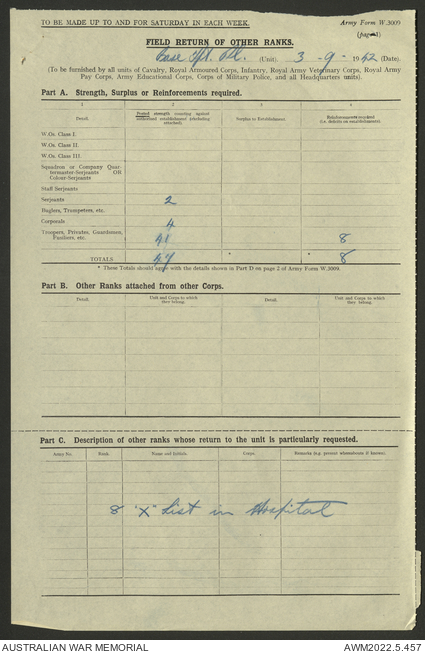 TO BE MADE UP TO AND FOR SATURDAY IN EACH WEEK.
Army Form W.3009
(page 1)
FIELD RETURN OF OTHER RANKS.
Base (Unit). 3 - 9 - 1942 (Date).
(To be furnished by all units of Cavalry, Royal Armoured Corps, Infantry, Royal Army Veterinary Corps, Royal Army
Pay Corps, Army Educational Corps, Corps of Military Police, and all Headquarters units).
Part A. Strength, Surplus or Reinforcements required.
1 2 3 4
Detail.
Posted strength counting against
authorised establishment (excluding
attached)
Surplus to Establishment.
Reinforcements required
(i.e. deficits on establishments).
W.Os. Class I.
W.Os. Class II.
W.Os. Class III.
Squadron or Company Quar-
termaster-Serjeants OR
Colour-Serjeants
Staff Serjeants
Serjeants 2
Buglers, Trumpeters, etc.
Corporals 4
Troopers, Privates, Guardsmen,
Fusiliers, etc. 41 8
TOTALS 47 8
* These Totals should agree with the details shown in Part D on page 2 of Army Form W.3009.
Part B. Other Ranks attached from other Corps.
Detail.
Unit and Corps to which
they belong.
Detail.
Unit and Corps to which
they belong.
Part C. Description of other ranks whose return to the unit is particularly requested.
Army No. Rank. Name and Initials. Corps. Remarks (e.g. present whereabouts if known).
8 "X" List in Hospital
AUSTRALIAN WAR MEMORIAL
AWM2022.5.457